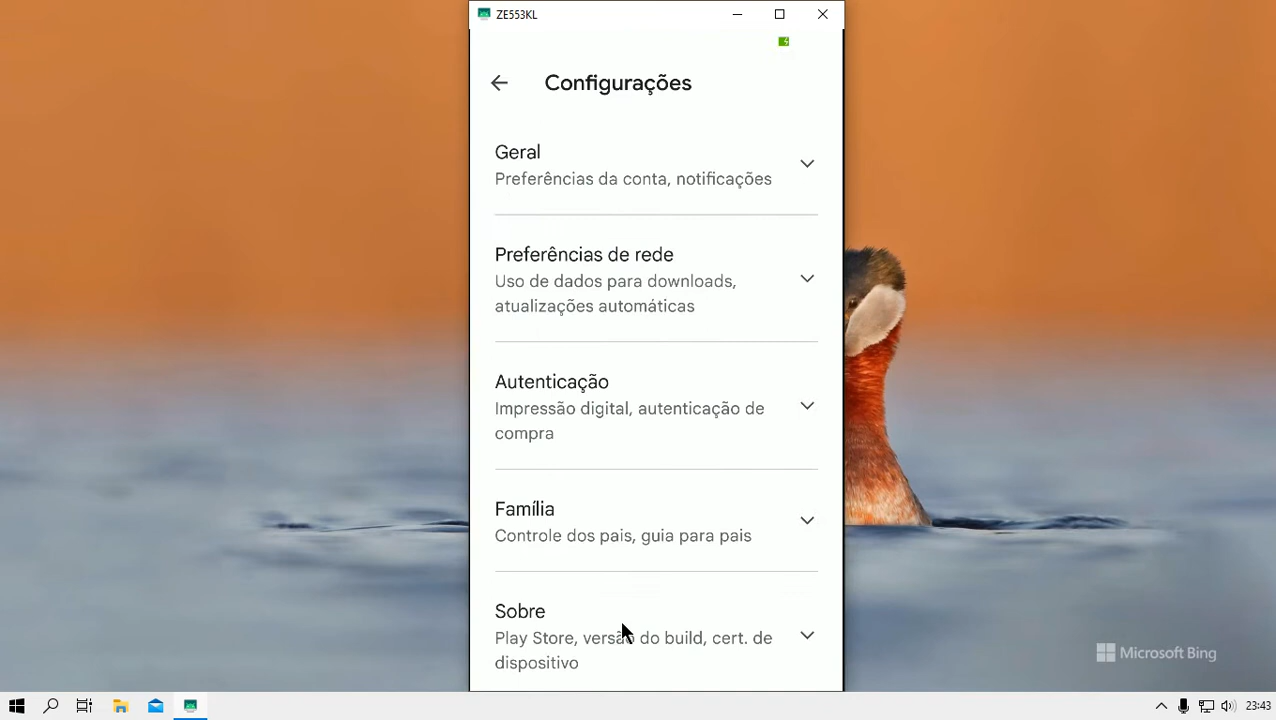 ZE553KL
Configurações
Geral
Preferências da conta, notificações
Preferências de rede
Uso de dados para downloads,
atualizações automáticas
Autenticação
Impressão digital, autenticação de
compra
Família
Controle dos pais, guia para pais
Sobre
Play Store, versão do build, cert. de
dispositivo
Microsoft Bing
23:43